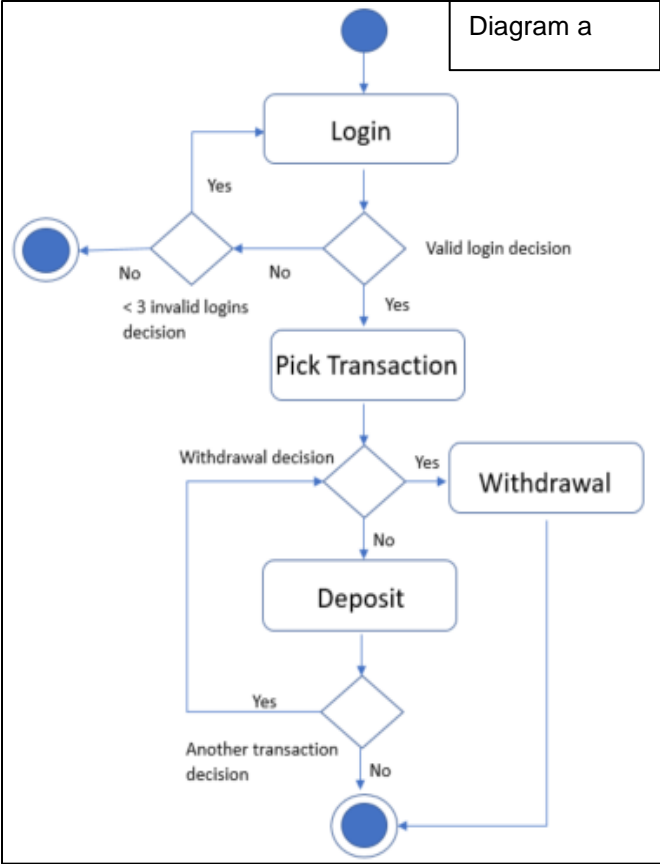 Diagram a
Login
Yes
Valid login decision
No
No
< 3 invalid logins
decision
Yes
Pick Transaction
Withdrawal decision
Yes
Withdrawal
No
Deposit
Yes
Another transaction
decision
No